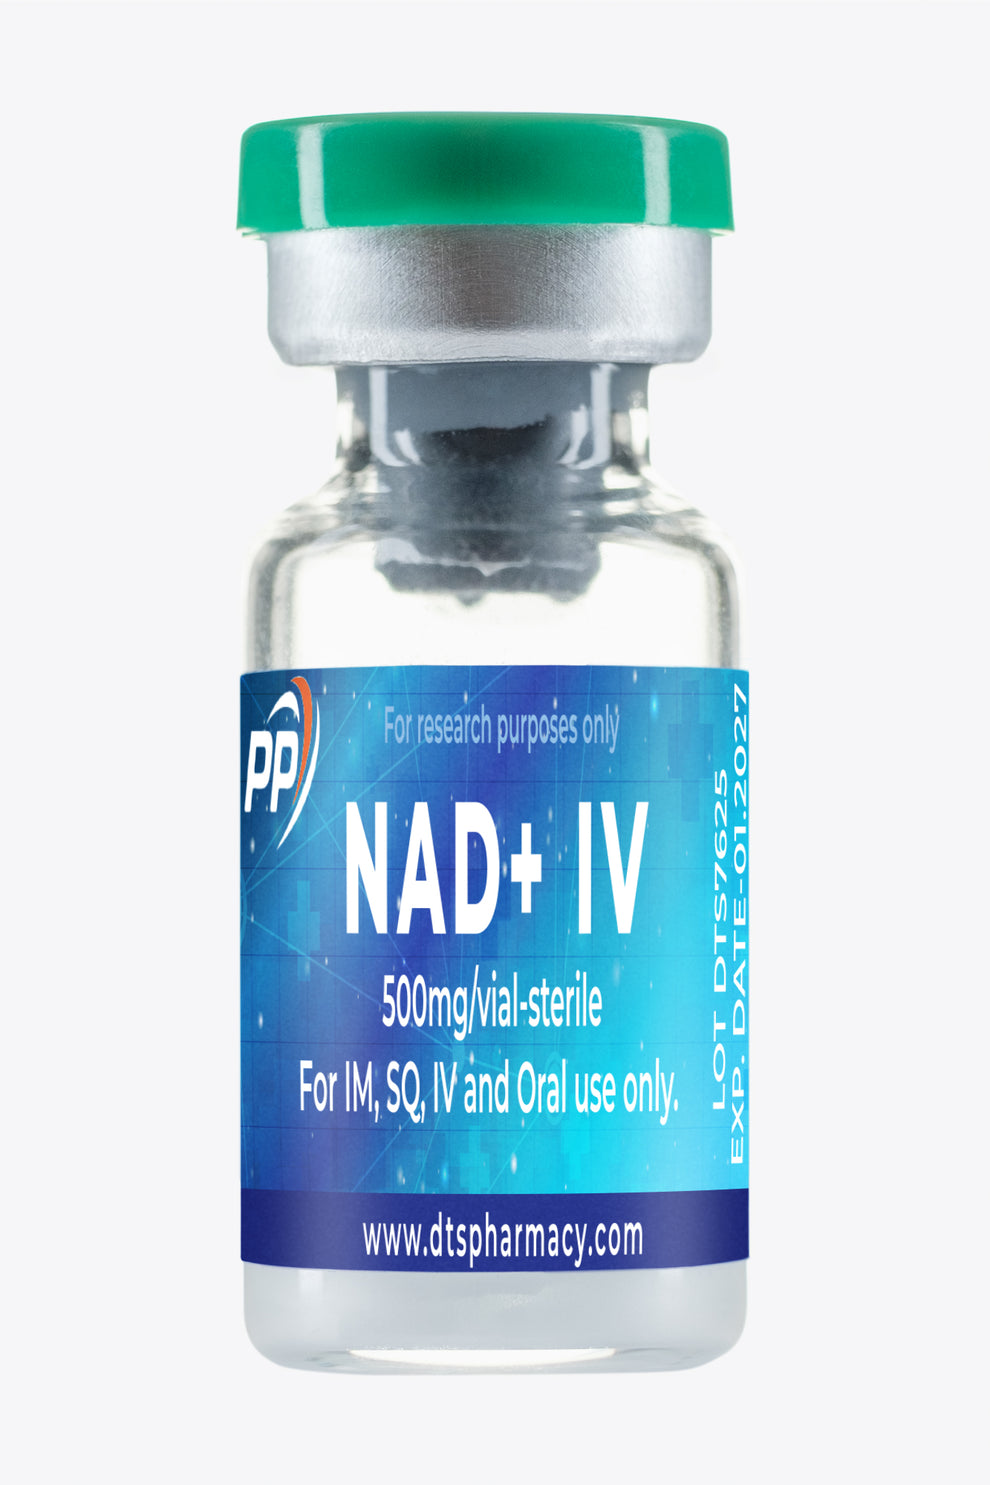 PP
For research purposes only
NAD+ IV
500mg/vial-sterile
For IM, SQ, IV and Oral use only.
www.dtspharmacy.com
LOT DTS7625
EXP. DATE-01.2027